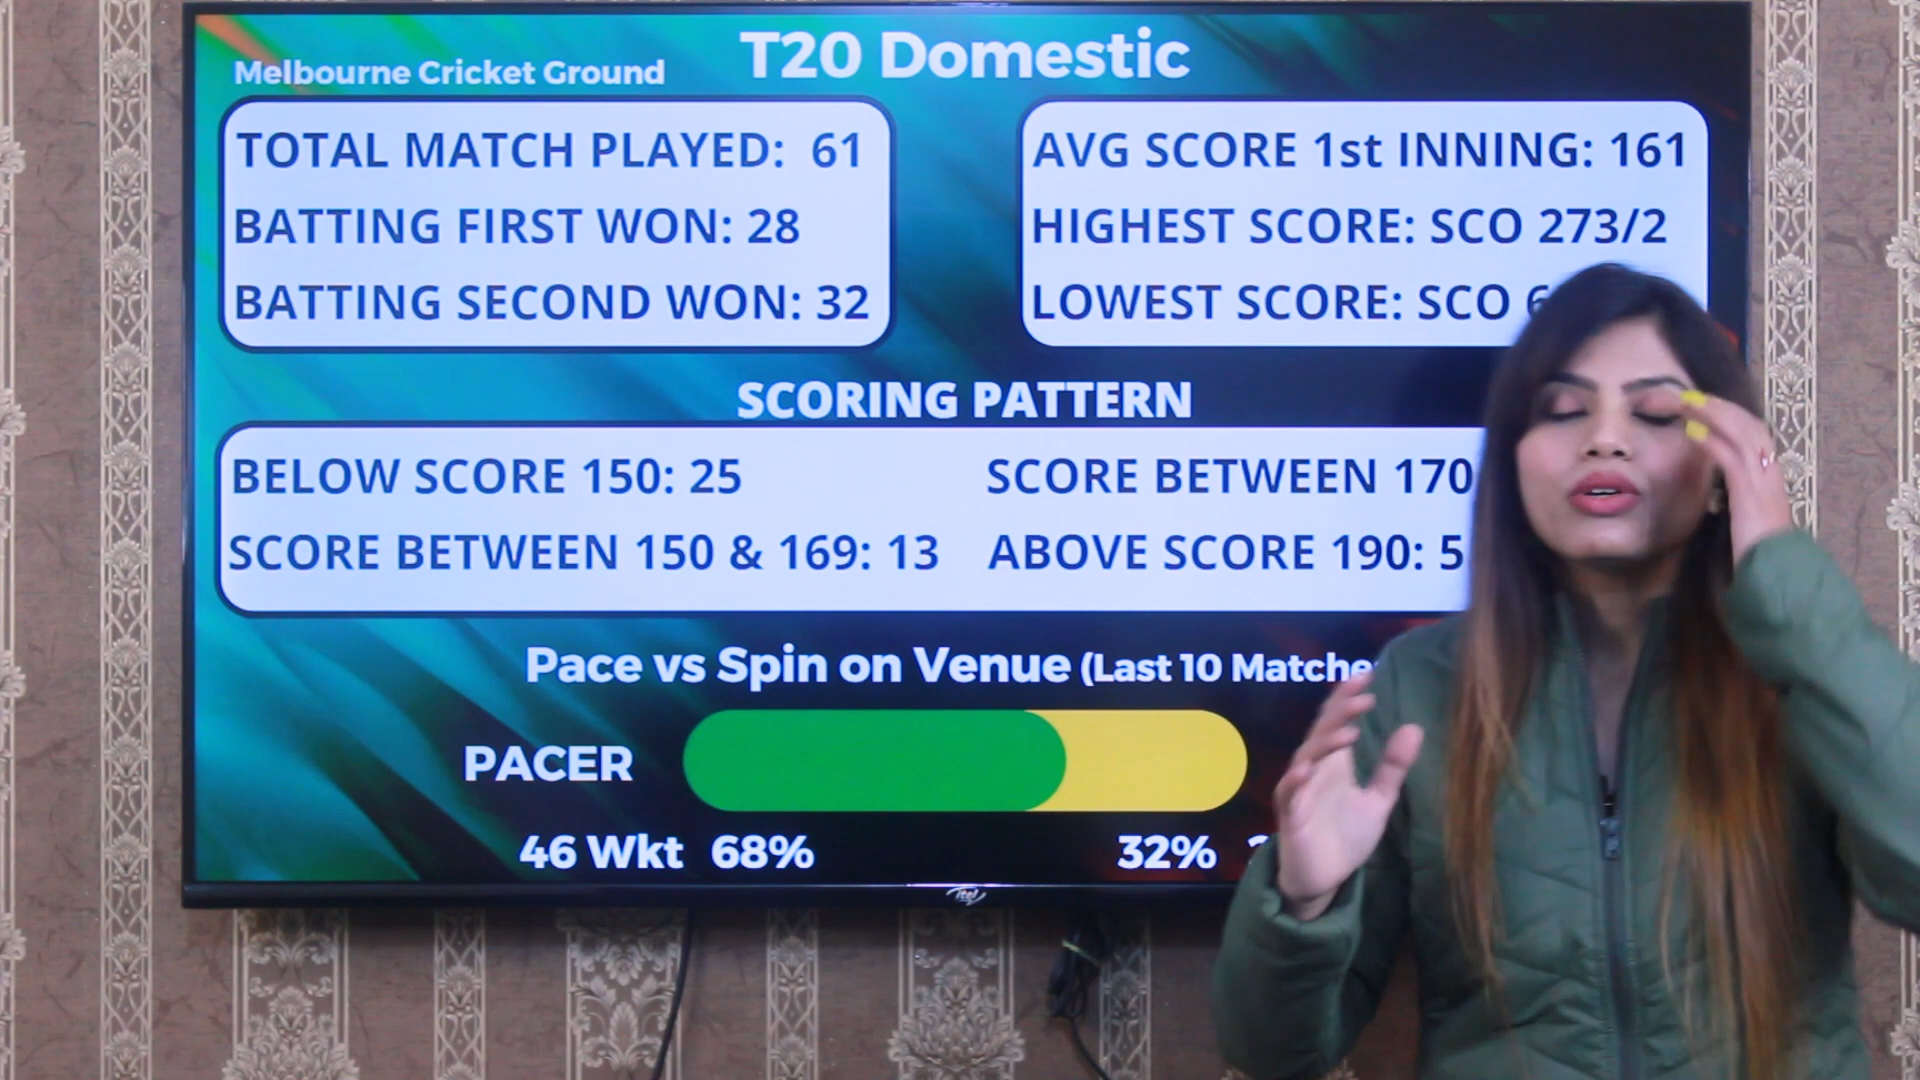 Melbourne Cricket Ground
T20 Domestic
TOTAL MATCH PLAYED: 61
BATTING FIRST WON: 28
BATTING SECOND WON: 32
AVG SCORE 1st INNING: 161
HIGHEST SCORE: SCO 273/2
LOWEST SCORE: SCO
SCORING PATTERN
BELOW SCORE 150: 25
SCORE BETWEEN 170
SCORE BETWEEN 150 & 169: 13
ABOVE SCORE 190: 5
Pace vs Spin on Venue (Last 10
PACER
46 Wkt 68%
32%
itel